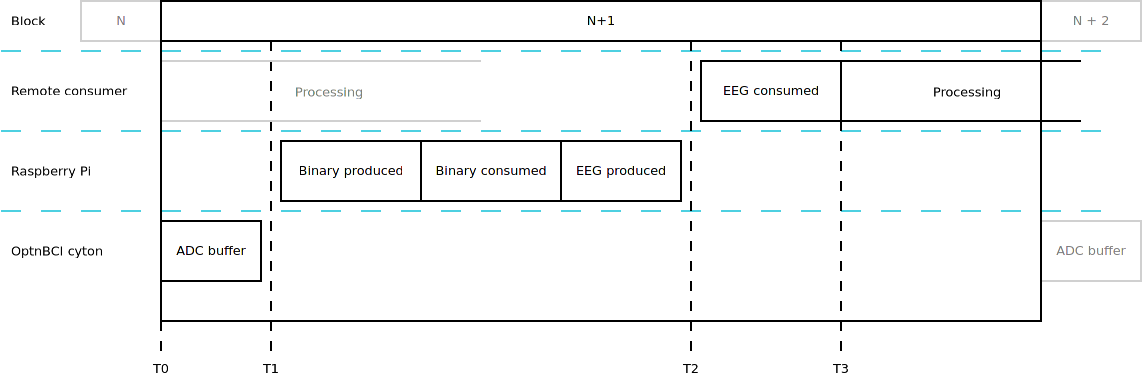 Block
N
N+1
N + 2
Remote consumer
Processing
EEG consumed
Processing
Raspberry Pi
Binary produced
Binary consumed
EEG produced
OptnBCI cyton
ADC buffer
ADC buffer
T0
T1
T2
T3